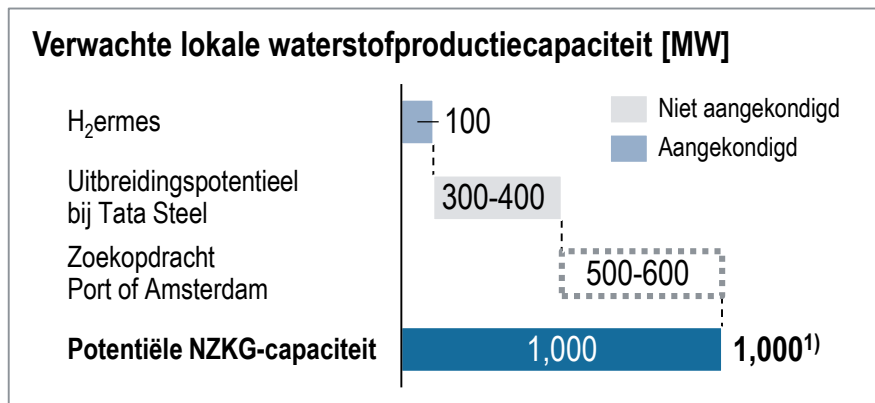 Verwachte lokale waterstofproductiecapaciteit [MW]
H₂ermes
100
Niet aangekondigd
Aangekondigd
Uitbreidingspotentieel
bij Tata Steel
300-400
Zoekopdracht
Port of Amsterdam
500-600
Potentiële NZKG-capaciteit
1,000
1,000¹⁾